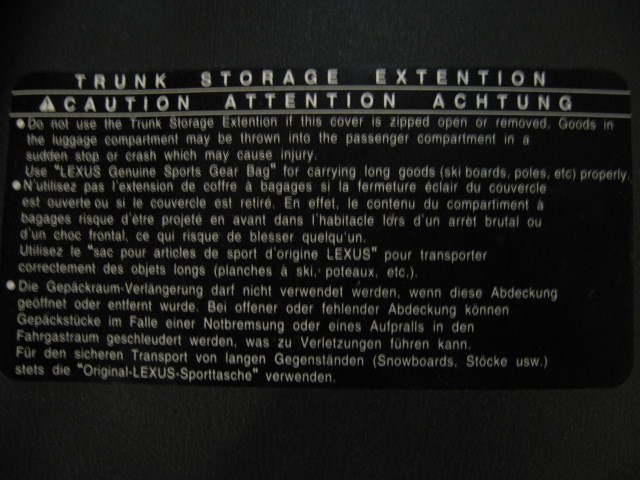 TRUNK STORAGE EXTENTION
CAUTION ATTENTION ACHTUNG
● Do not use the Trunk Storage Extention if this cover is zipped open or removed. Goods in
the luggage compartment may be thrown into the passenger compartment in a
sudden stop or crash which may cause injury.
Use "LEXUS Genuine Sports Gear Bag" for carrying long goods (ski boards, poles, etc) properly.
● N'utilisez pas l'extension de coffre à bagages si la fermeture éclair du couvercle
est ouverte ou si le couvercle est retiré. En effet, le contenu du compartiment à
bagages risque d'être projeté en avant dans l'habitacle lors d'un arrèt brutal ou
d'un choc frontal, ce qui risque de blesser quelqu'un.
Utilisez le "sac pour articles de sport d'origine LEXUS" pour transporter
correctement des objets longs (planches à ski, poteaux, etc.).
● Die Gepäckraum-Verlängerung darf nicht verwendet werden, wenn diese Abdeckung
geöffnet oder entfernt wurde. Bei offener oder fehlender Abdeckung können
Gepäckstücke im Falle einer Notbremsung oder eines Aufpralls in den
Fahrgastraum geschleudert werden, was zu Verletzungen führen kann.
Für den sicheren Transport von langen Gegenständen (Snowboards, Stöcke usw.)
stets die "Original-LEXUS-Sporttasche" verwenden.